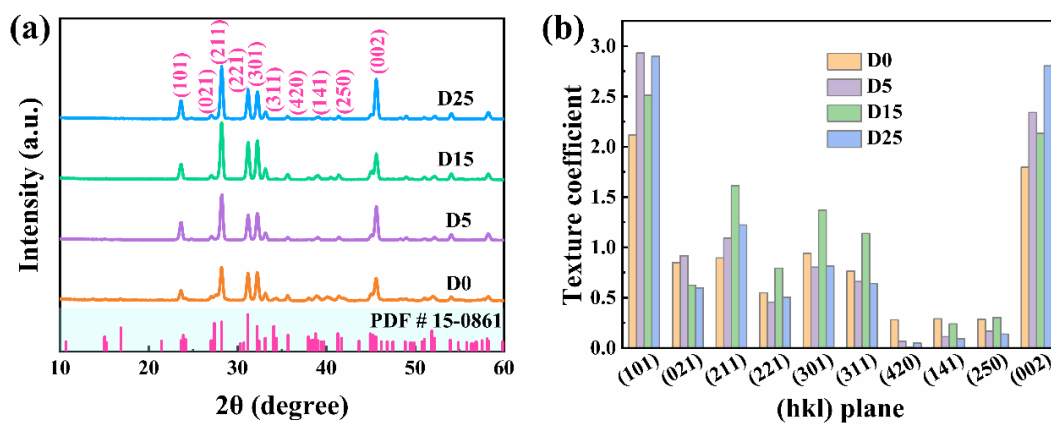 (a)
Intensity (a.u.)
(101)
(021)
(211)
(221)
(301)
(311)
(420)
(141)
(250)
(002)
D25
D15
D5
D0
PDF # 15-0861
10 20 30 40 50 60
2θ (degree)
(b)
Texture coefficient
3.0
2.5
2.0
1.5
1.0
0.5
0.0
D0
D5
D15
D25
(101) (021) (211) (221) (301) (311) (420) (141) (250) (002)
(hkl) plane